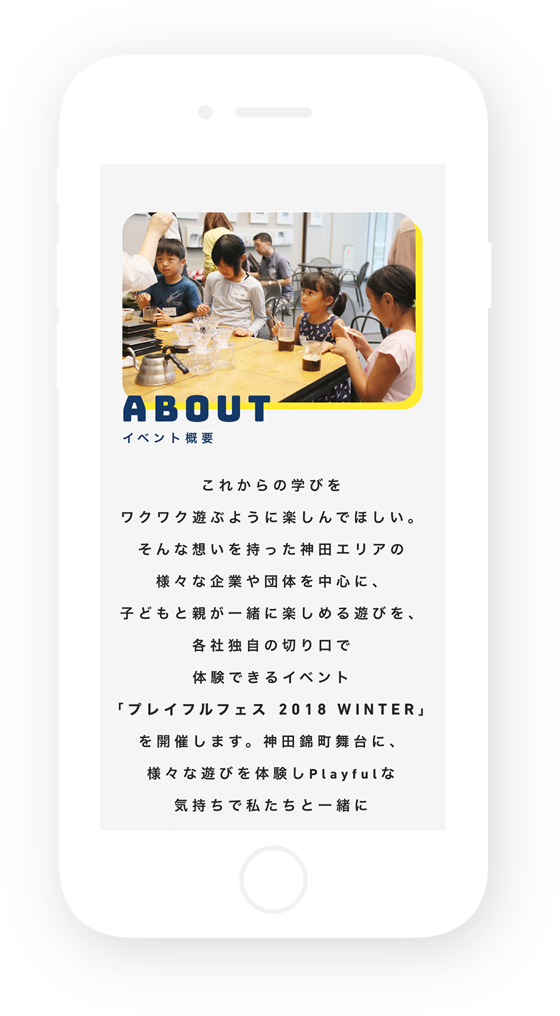 ABOUT
イベント概要
これからの学びを
ワクワク遊ぶように楽しんでほしい。
そんな想いを持った神田エリアの
様々な企業や団体を中心に、
子どもと親が一緒に楽しめる遊びを、
各社独自の切り口で
体験できるイベント
「プレイフルフェス 2018 WINTER」
を開催します。神田錦町舞台に、
様々な遊びを体験しPlayfulな
気持ちで私たちと一緒に